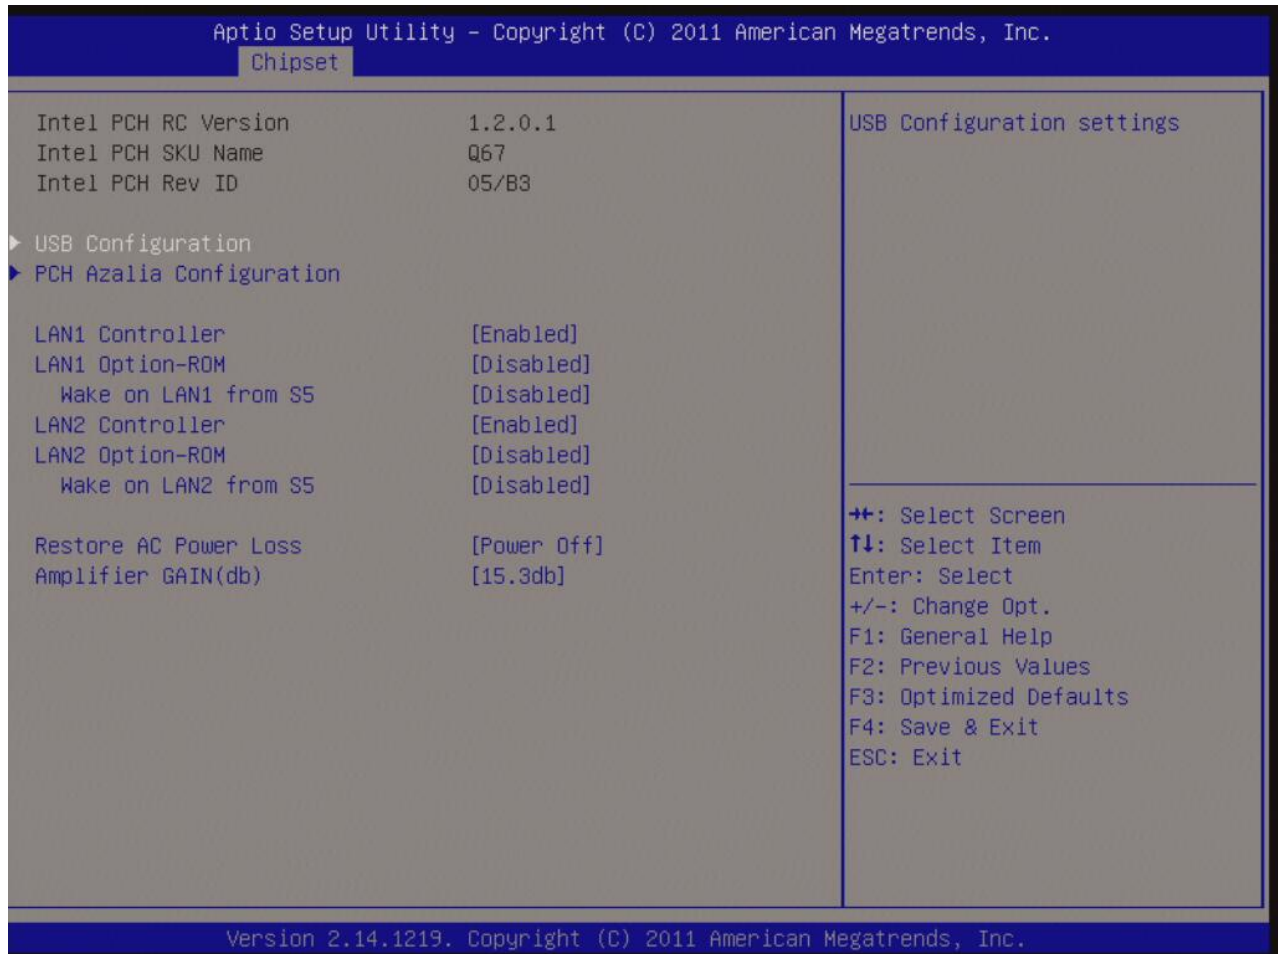 Aptio Setup Utility – Copyright (C) 2011 American Megatrends, Inc.
Chipset
Intel PCH RC Version 1.2.0.1
Intel PCH SKU Name Q67
Intel PCH Rev ID 05/B3
▶ USB Configuration
▶ PCH Azalia Configuration
LAN1 Controller [Enabled]
LAN1 Option-ROM [Disabled]
Wake on LAN1 from S5 [Disabled]
LAN2 Controller [Enabled]
LAN2 Option-ROM [Disabled]
Wake on LAN2 from S5 [Disabled]
Restore AC Power Loss [Power Off]
Amplifier GAIN(db) [15.3db]
USB Configuration settings
→←: Select Screen
↑↓: Select Item
Enter: Select
+/-: Change Opt.
F1: General Help
F2: Previous Values
F3: Optimized Defaults
F4: Save & Exit
ESC: Exit
Version 2.14.1219. Copyright (C) 2011 American Megatrends, Inc.